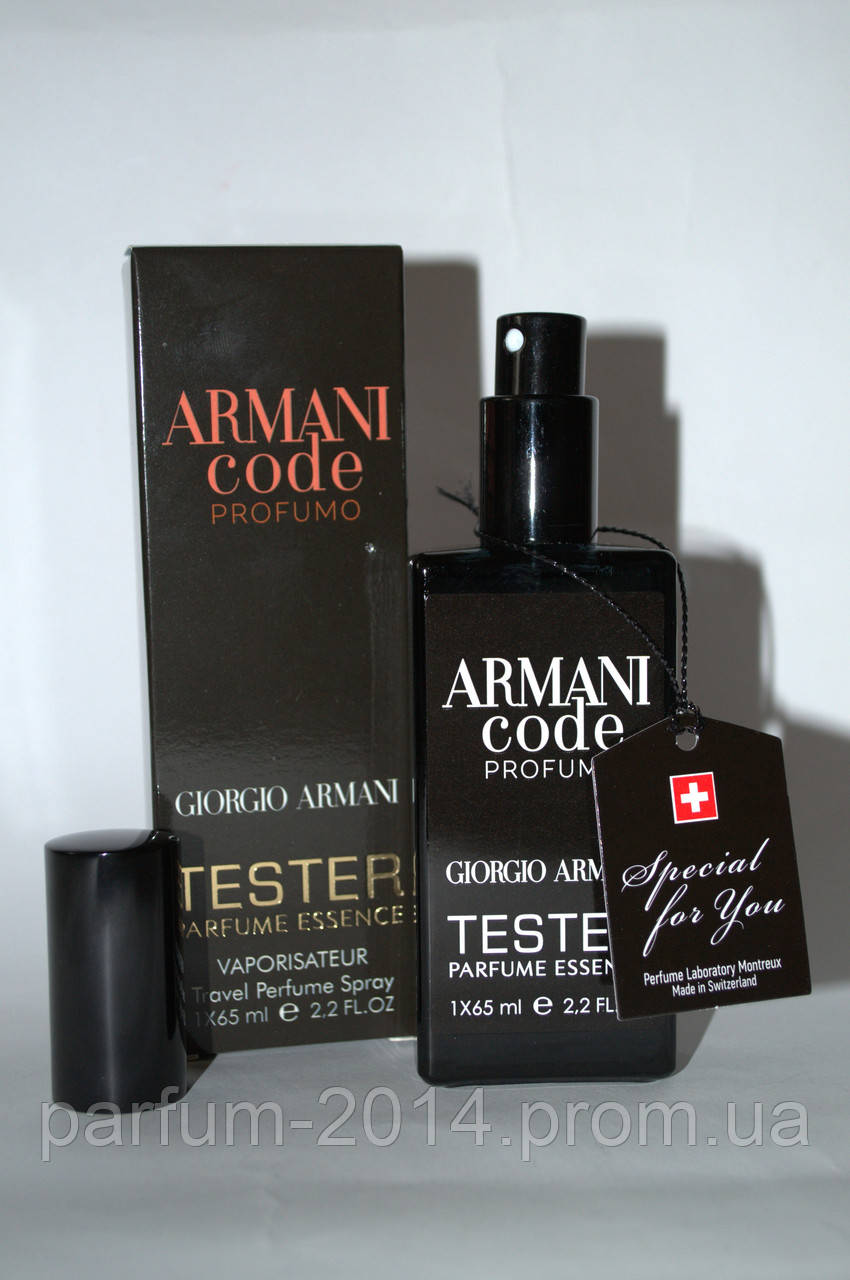 ARMANI
code
PROFUMO
GIORGIO ARMANI
TESTER
PARFUME ESSENCE
VAPORISATEUR
Travel Perfume Spray
1X65 ml e 2,2 FL.OZ
ARMANI
code
PROFUM
GIORGIO ARM
TESTE
PARFUME ESSEN
1X65 ml e 2,2 FL
Special
for You
Perfume Laboratory Montreux
Made in Switzerland
parfum-2014.prom.ua